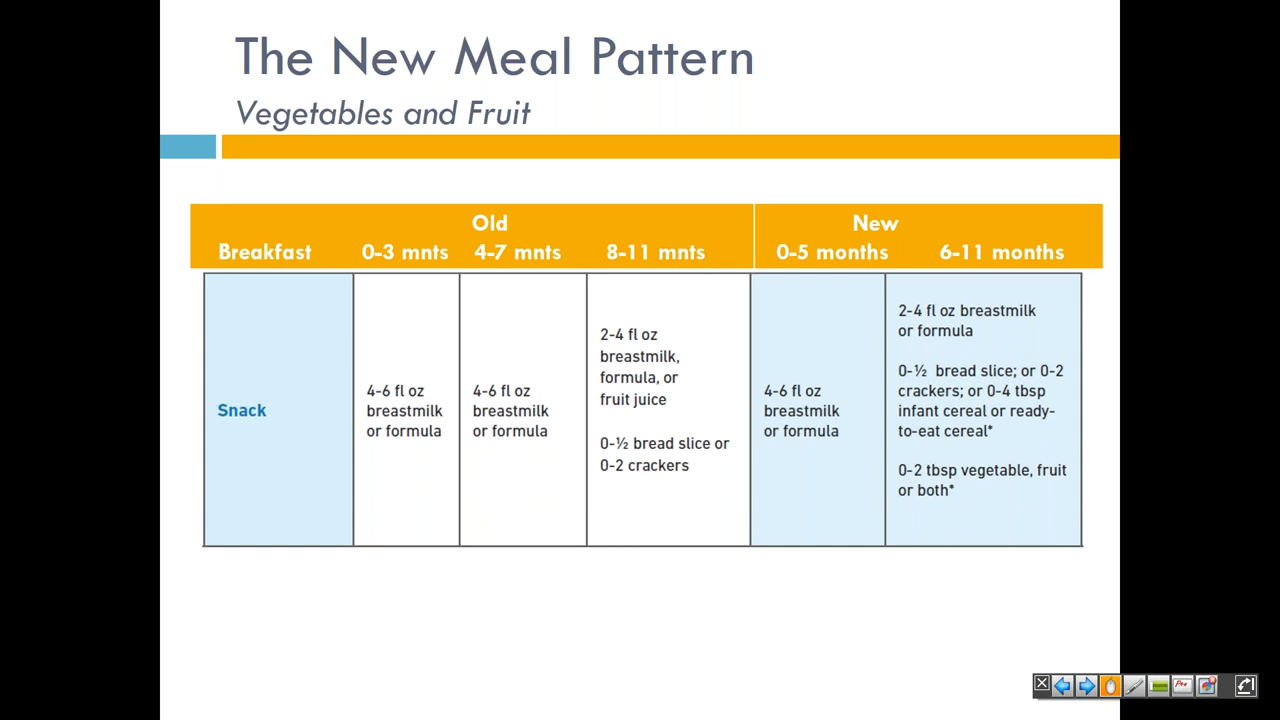 The New Meal Pattern
Vegetables and Fruit
Old
New
Breakfast
0-3 mnts
4-7 mnts
8-11 mnts
0-5 months
6-11 months
Snack
4-6 fl oz
breastmilk
or formula
4-6 fl oz
breastmilk
or formula
2-4 fl oz
breastmilk,
formula, or
fruit juice
0-½ bread slice or
0-2 crackers
4-6 fl oz
breastmilk
or formula
2-4 fl oz breastmilk
or formula
0-½ bread slice; or 0-2
crackers; or 0-4 tbsp
infant cereal or ready-
to-eat cereal*
0-2 tbsp vegetable, fruit
or both*